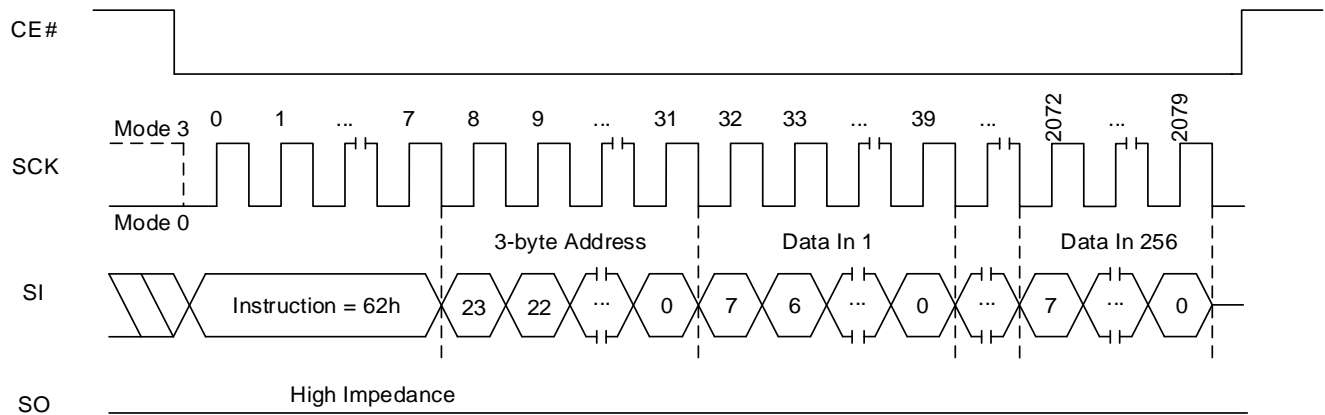 CE#
SCK
Mode 3
Mode 0
0 1 ... 7 8 9 ... 31 32 33 ... 39 ... 2072 ... 2079
3-byte Address Data In 1 Data In 256
SI
Instruction = 62h 23 22 ... 0 7 6 ... 0 ... 7 ... 0
SO
High Impedance